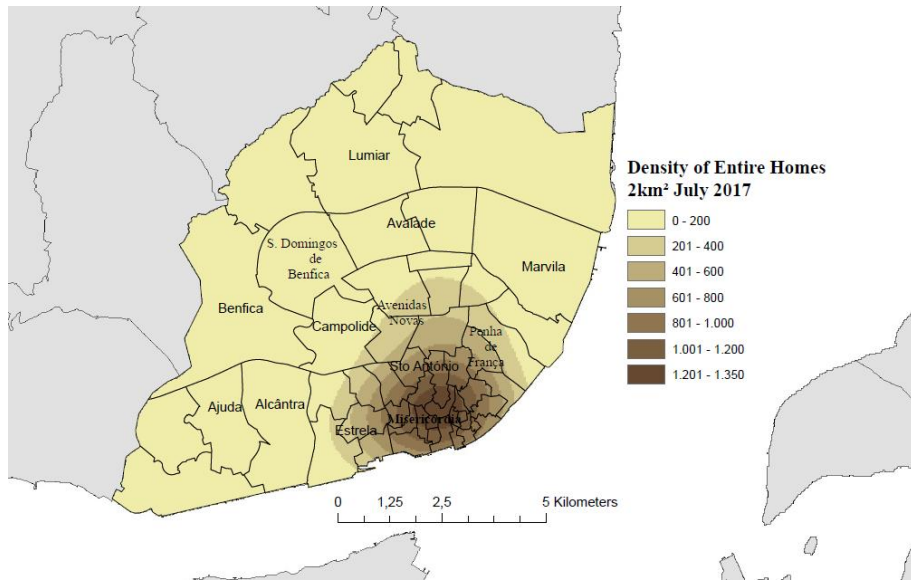 Lumiar
Avalade
S. Domingos
de
Benfica
Marvila
Benfica
Avenidas
Novas
Campolide
Penha
de
França
Sto António
Ajuda
Alcântra
Estrela
Misericórdia
Density of Entire Homes
2km² July 2017
0 - 200
201 - 400
401 - 600
601 - 800
801 - 1.000
1.001 - 1.200
1.201 - 1.350
0 1,25 2,5 5 Kilometers